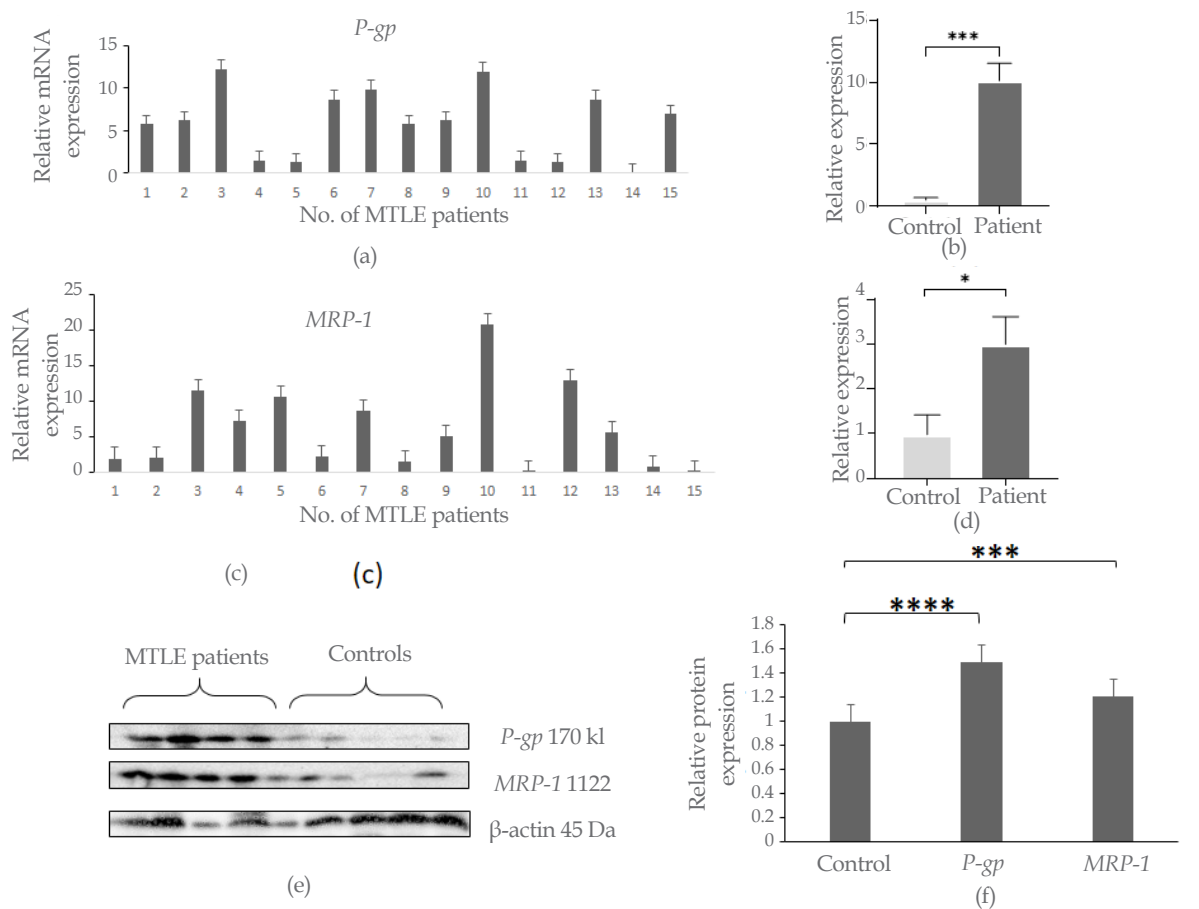 P-gp
Relative mRNA
expression
15
10
5
0
1 2 3 4 5 6 7 8 9 10 11 12 13 14 15
No. of MTLE patients
(a)
Relative expression
15
10
5
0
***
Control Patient
(b)
MRP-1
Relative mRNA
expression
25
20
15
10
5
0
1 2 3 4 5 6 7 8 9 10 11 12 13 14 15
No. of MTLE patients
(c) (c)
Relative expression
4
3
2
1
0
*
Control Patient
(d)
MTLE patients Controls
P-gp 170 kl
MRP-1 1122
β-actin 45 Da
(e)
***
****
Relative protein
expression
1.8
1.6
1.4
1.2
1
0.8
0.6
0.4
0.2
0
Control P-gp MRP-1
(f)